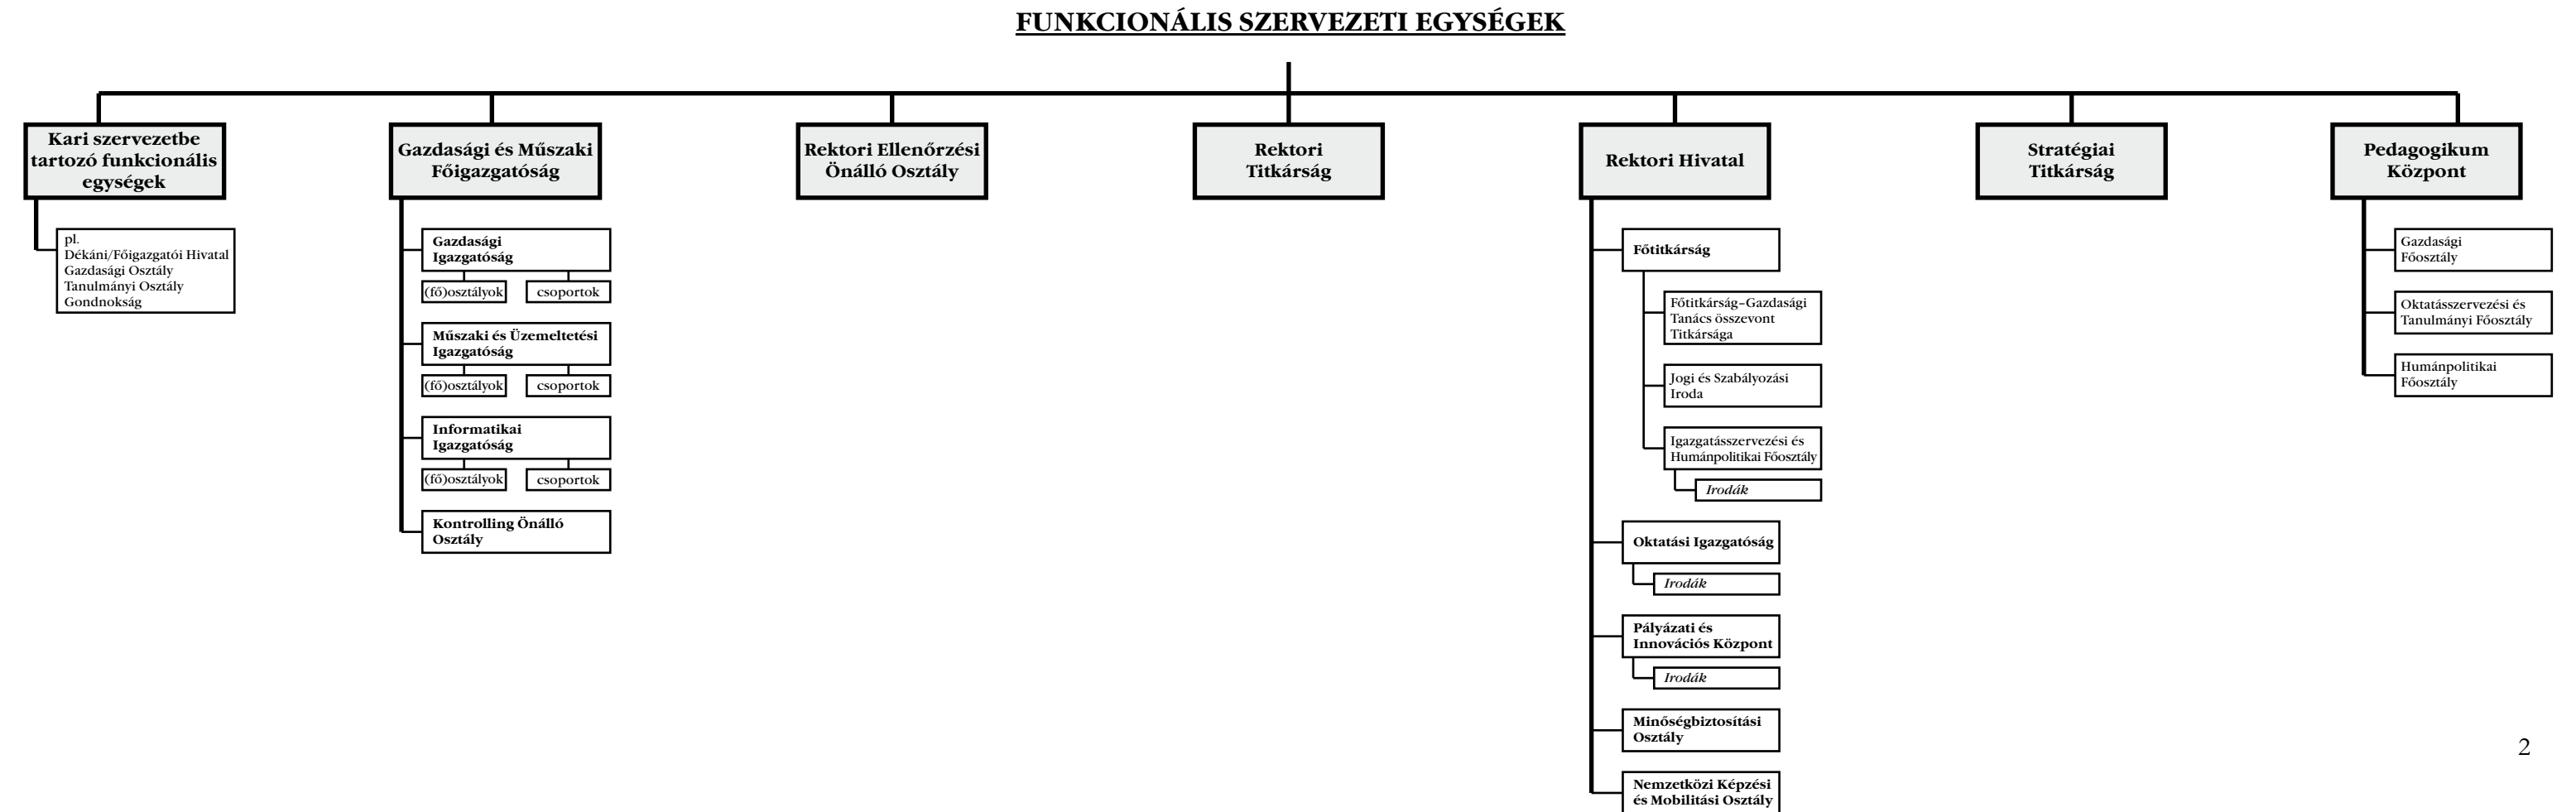 FUNKCIONÁLIS SZERVEZETI EGYSÉGEK
Kari szervezetbe
tartozó funkcionális
egységek
pl.
Dékáni/Főigazgatói Hivatal
Gazdasági Osztály
Tanulmányi Osztály
Gondnokság
Gazdasági és Műszaki
Főigazgatóság
Gazdasági
Igazgatóság
(fő)osztályok
csoportok
Műszaki és Üzemeltetési
Igazgatóság
(fő)osztályok
csoportok
Informatikai
Igazgatóság
(fő)osztályok
csoportok
Kontrolling Önálló
Osztály
Rektori Ellenőrzési
Önálló Osztály
Rektori
Titkárság
Rektori Hivatal
Főtitkárság
Főtitkárság–Gazdasági
Tanács összevont
Titkársága
Jogi és Szabályozási
Iroda
Igazgatásszervezési és
Humánpolitikai Főosztály
Irodák
Oktatási Igazgatóság
Irodák
Pályázati és
Innovációs Központ
Irodák
Minőségbiztosítási
Osztály
Nemzetközi Képzési
és Mobilitási Osztály
Stratégiai
Titkárság
Pedagogikum
Központ
Gazdasági
Főosztály
Oktatásszervezési és
Tanulmányi Főosztály
Humánpolitikai
Főosztály
2